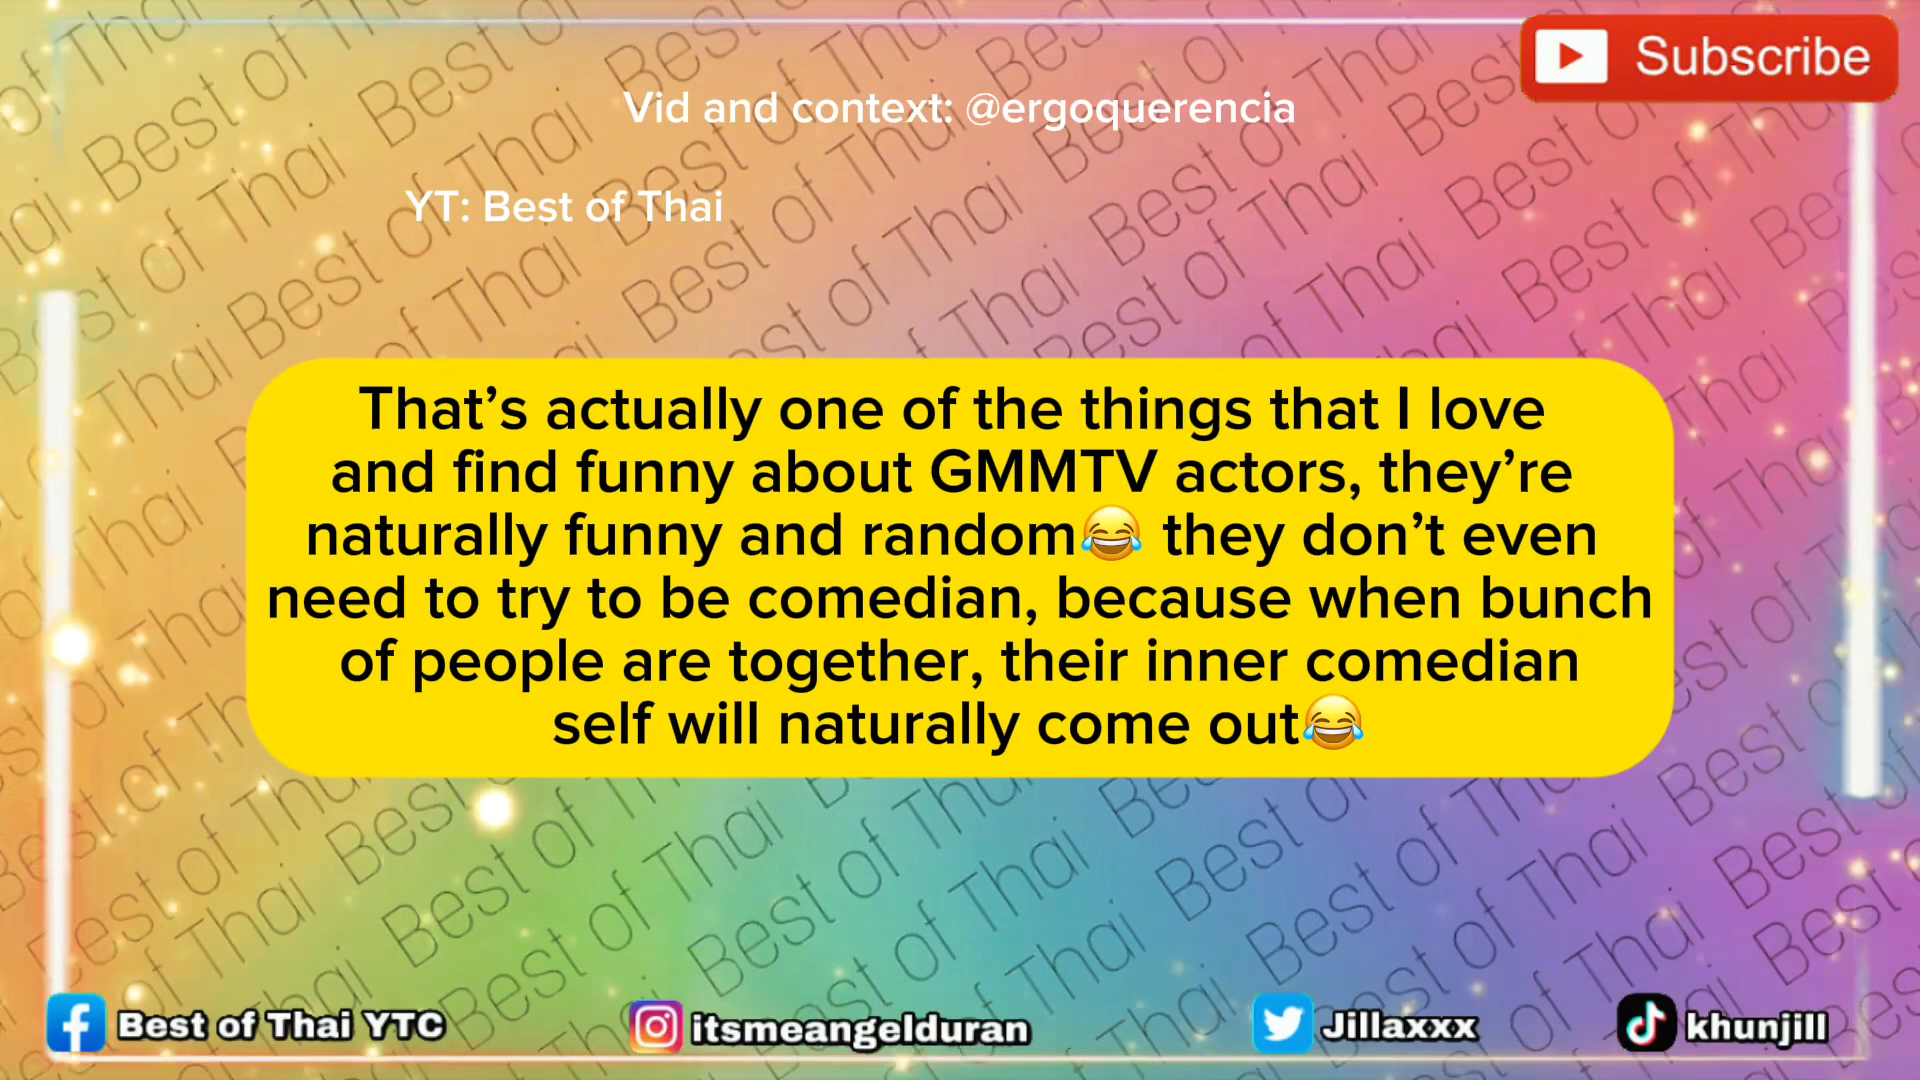 Subscribe
Vid and context: @ergoquerencia
YT: Best of Thai
That’s actually one of the things that I love
and find funny about GMMTV actors, they’re
naturally funny and random😂 they don’t even
need to try to be comedian, because when bunch
of people are together, their inner comedian
self will naturally come out😂
Best of Thai YTC
itsmeangelduran
Jillaxxx
khunjill
Best of Thai